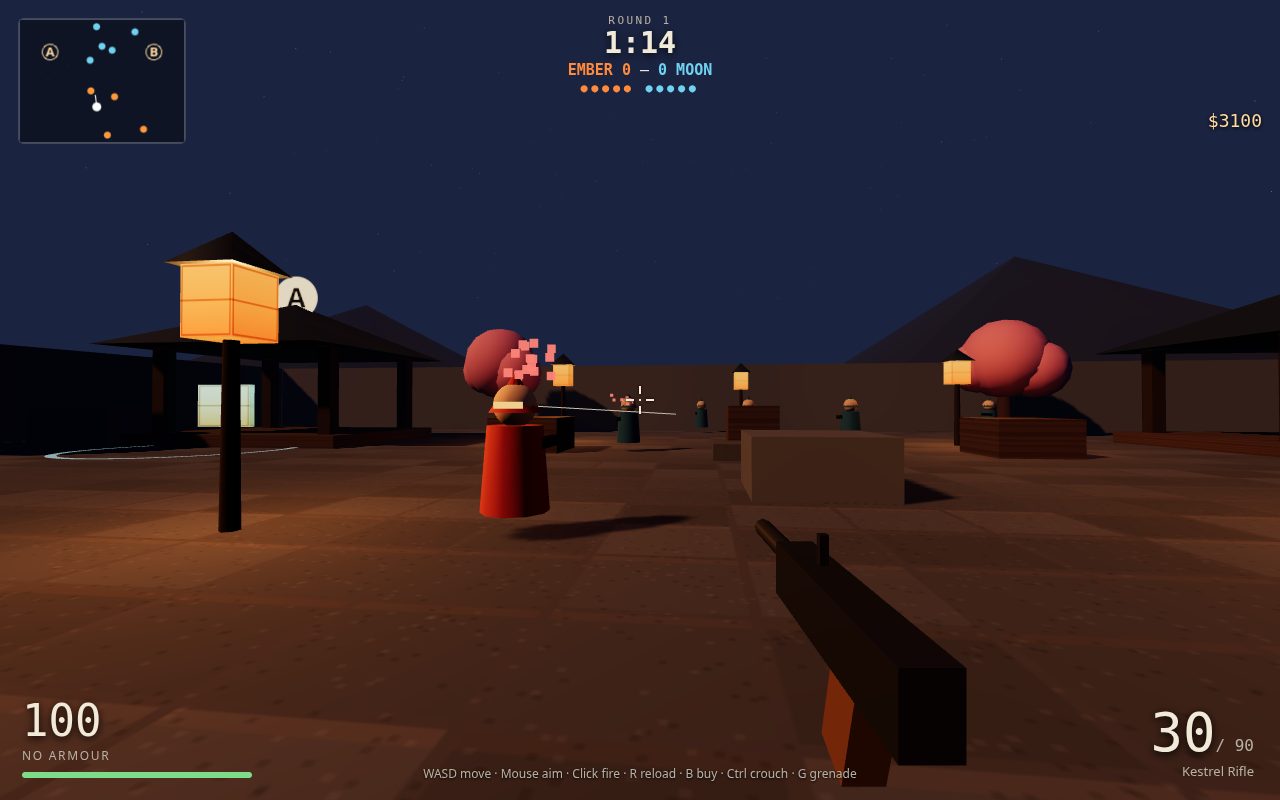 A
B
ROUND 1
1:14
EMBER 0 — 0 MOON
$3100
A
100
NO ARMOUR
30 / 90
Kestrel Rifle
WASD move · Mouse aim · Click fire · R reload · B buy · Ctrl crouch · G grenade